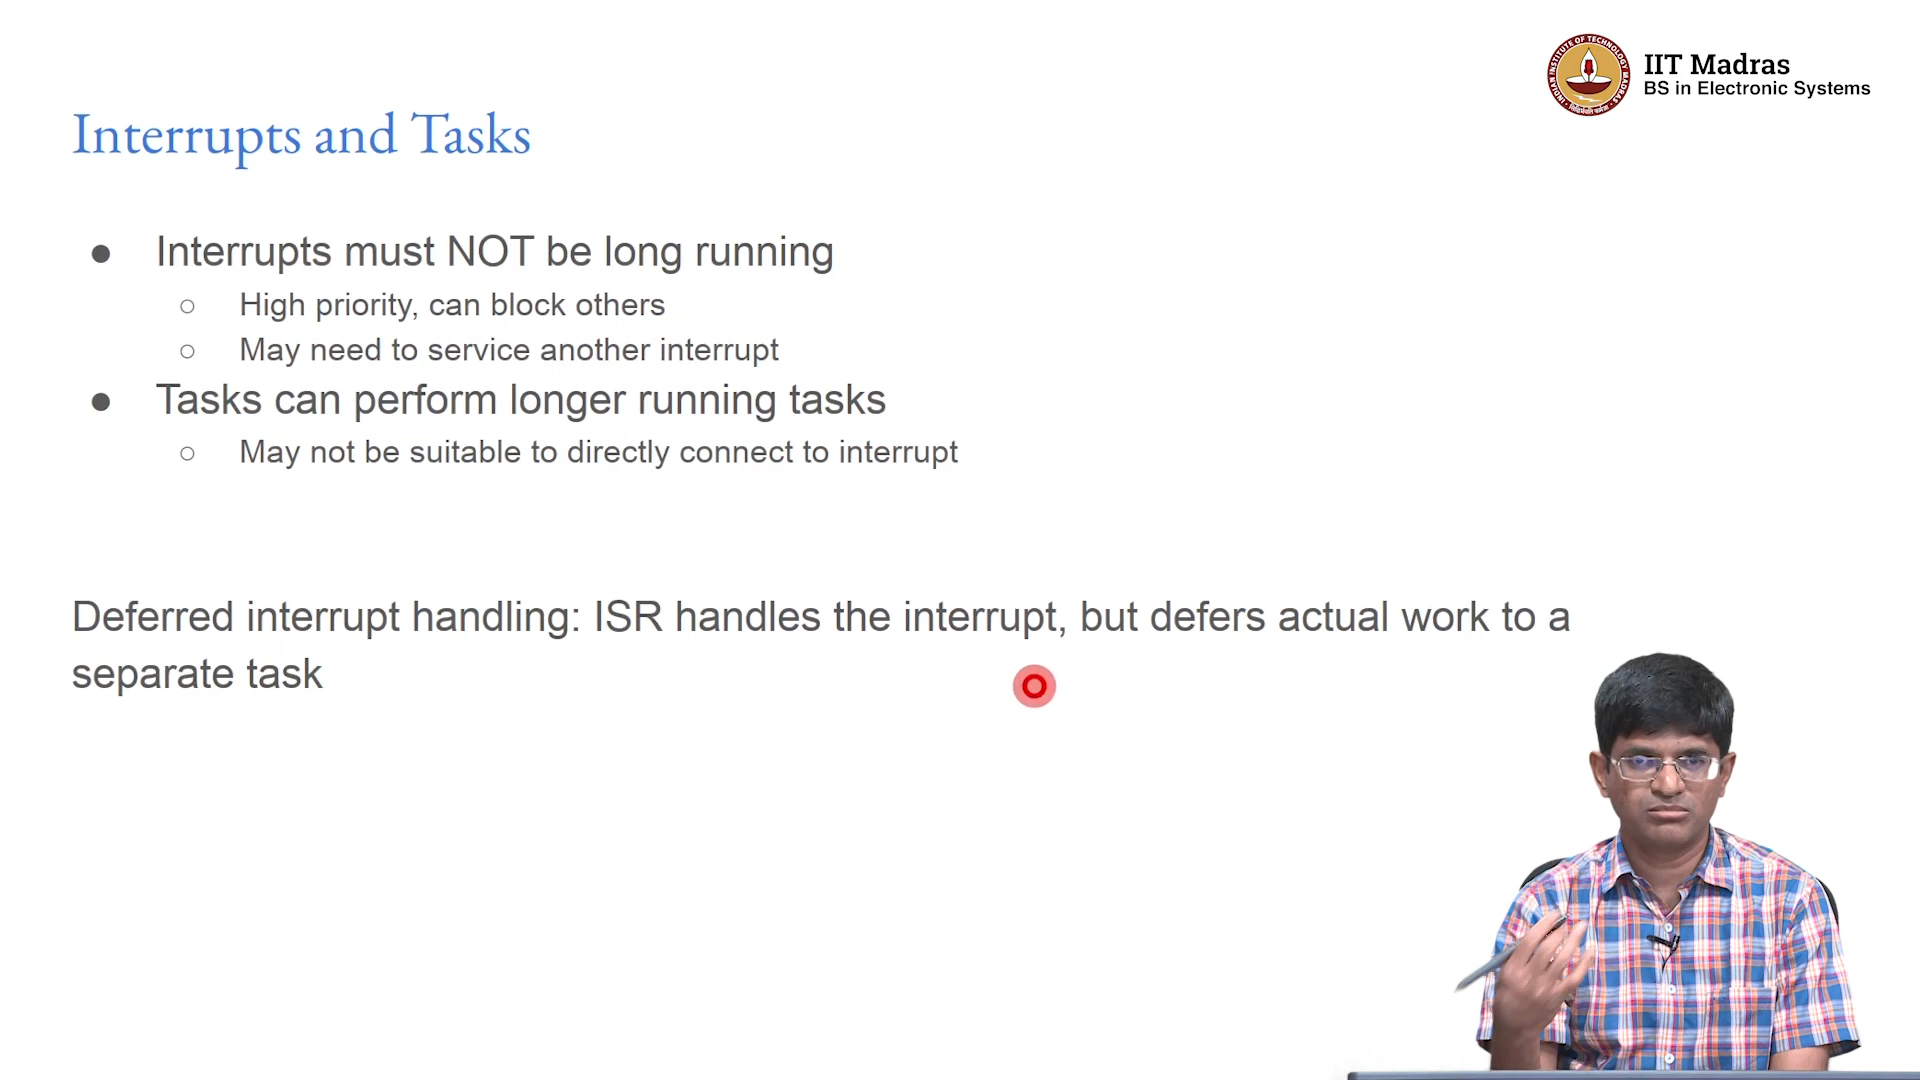 IIT Madras
BS in Electronic Systems
Interrupts and Tasks
● Interrupts must NOT be long running
○ High priority, can block others
○ May need to service another interrupt
● Tasks can perform longer running tasks
○ May not be suitable to directly connect to interrupt
Deferred interrupt handling: ISR handles the interrupt, but defers actual work to a
separate task